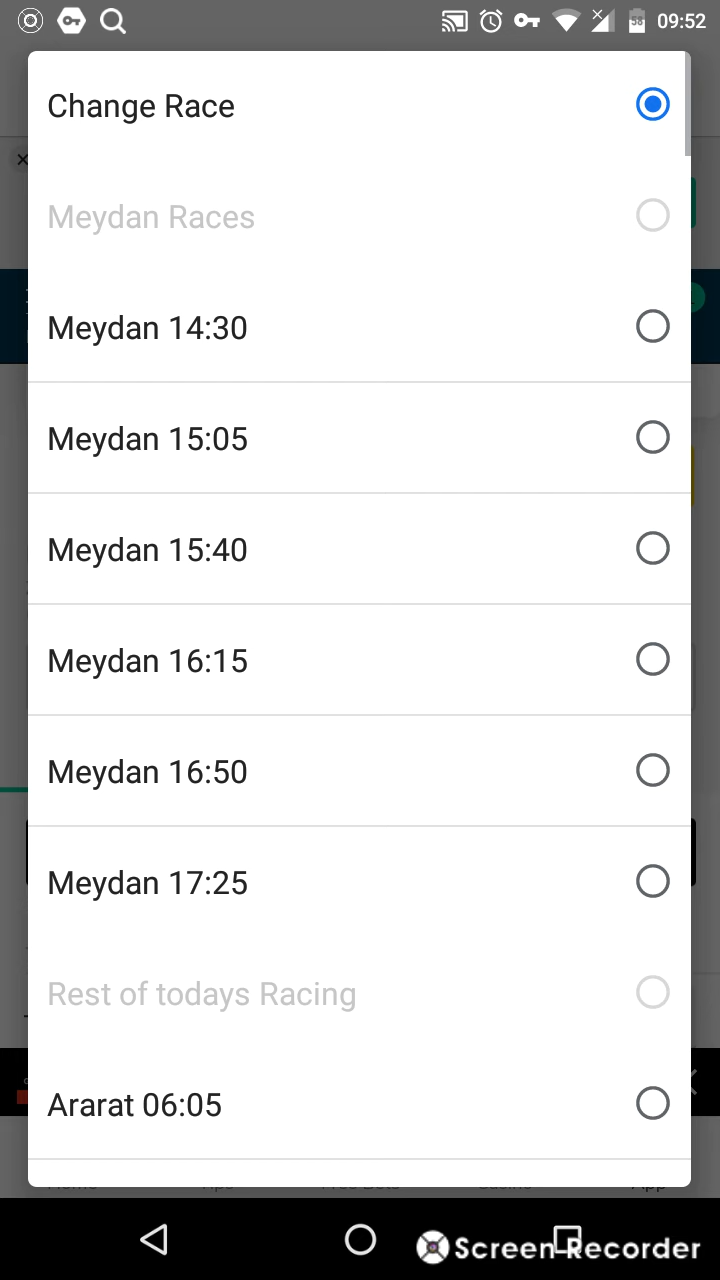 58 09:52
Change Race
Meydan Races
Meydan 14:30
Meydan 15:05
Meydan 15:40
Meydan 16:15
Meydan 16:50
Meydan 17:25
Rest of todays Racing
Ararat 06:05
Screen Recorder